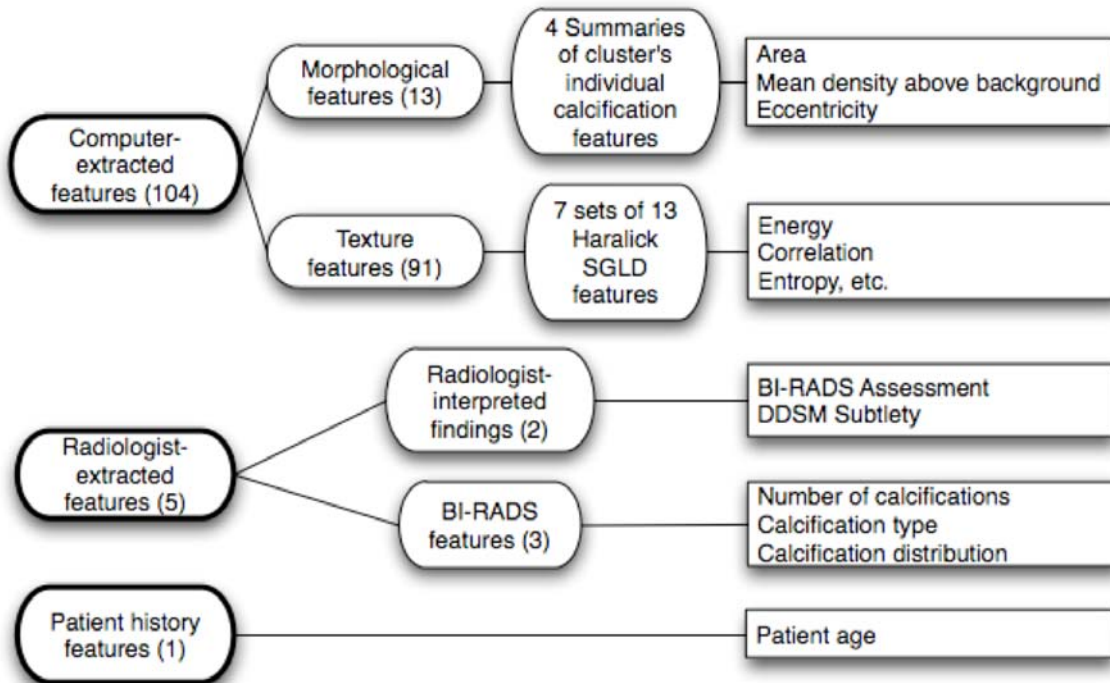 Computer-
extracted
features (104)
Morphological
features (13)
4 Summaries
of cluster's
individual
calcification
features
Area
Mean density above background
Eccentricity
Texture
features (91)
7 sets of 13
Haralick
SGLD
features
Energy
Correlation
Entropy, etc.
Radiologist-
extracted
features (5)
Radiologist-
interpreted
findings (2)
BI-RADS Assessment
DDSM Subtlety
BI-RADS
features (3)
Number of calcifications
Calcification type
Calcification distribution
Patient history
features (1)
Patient age